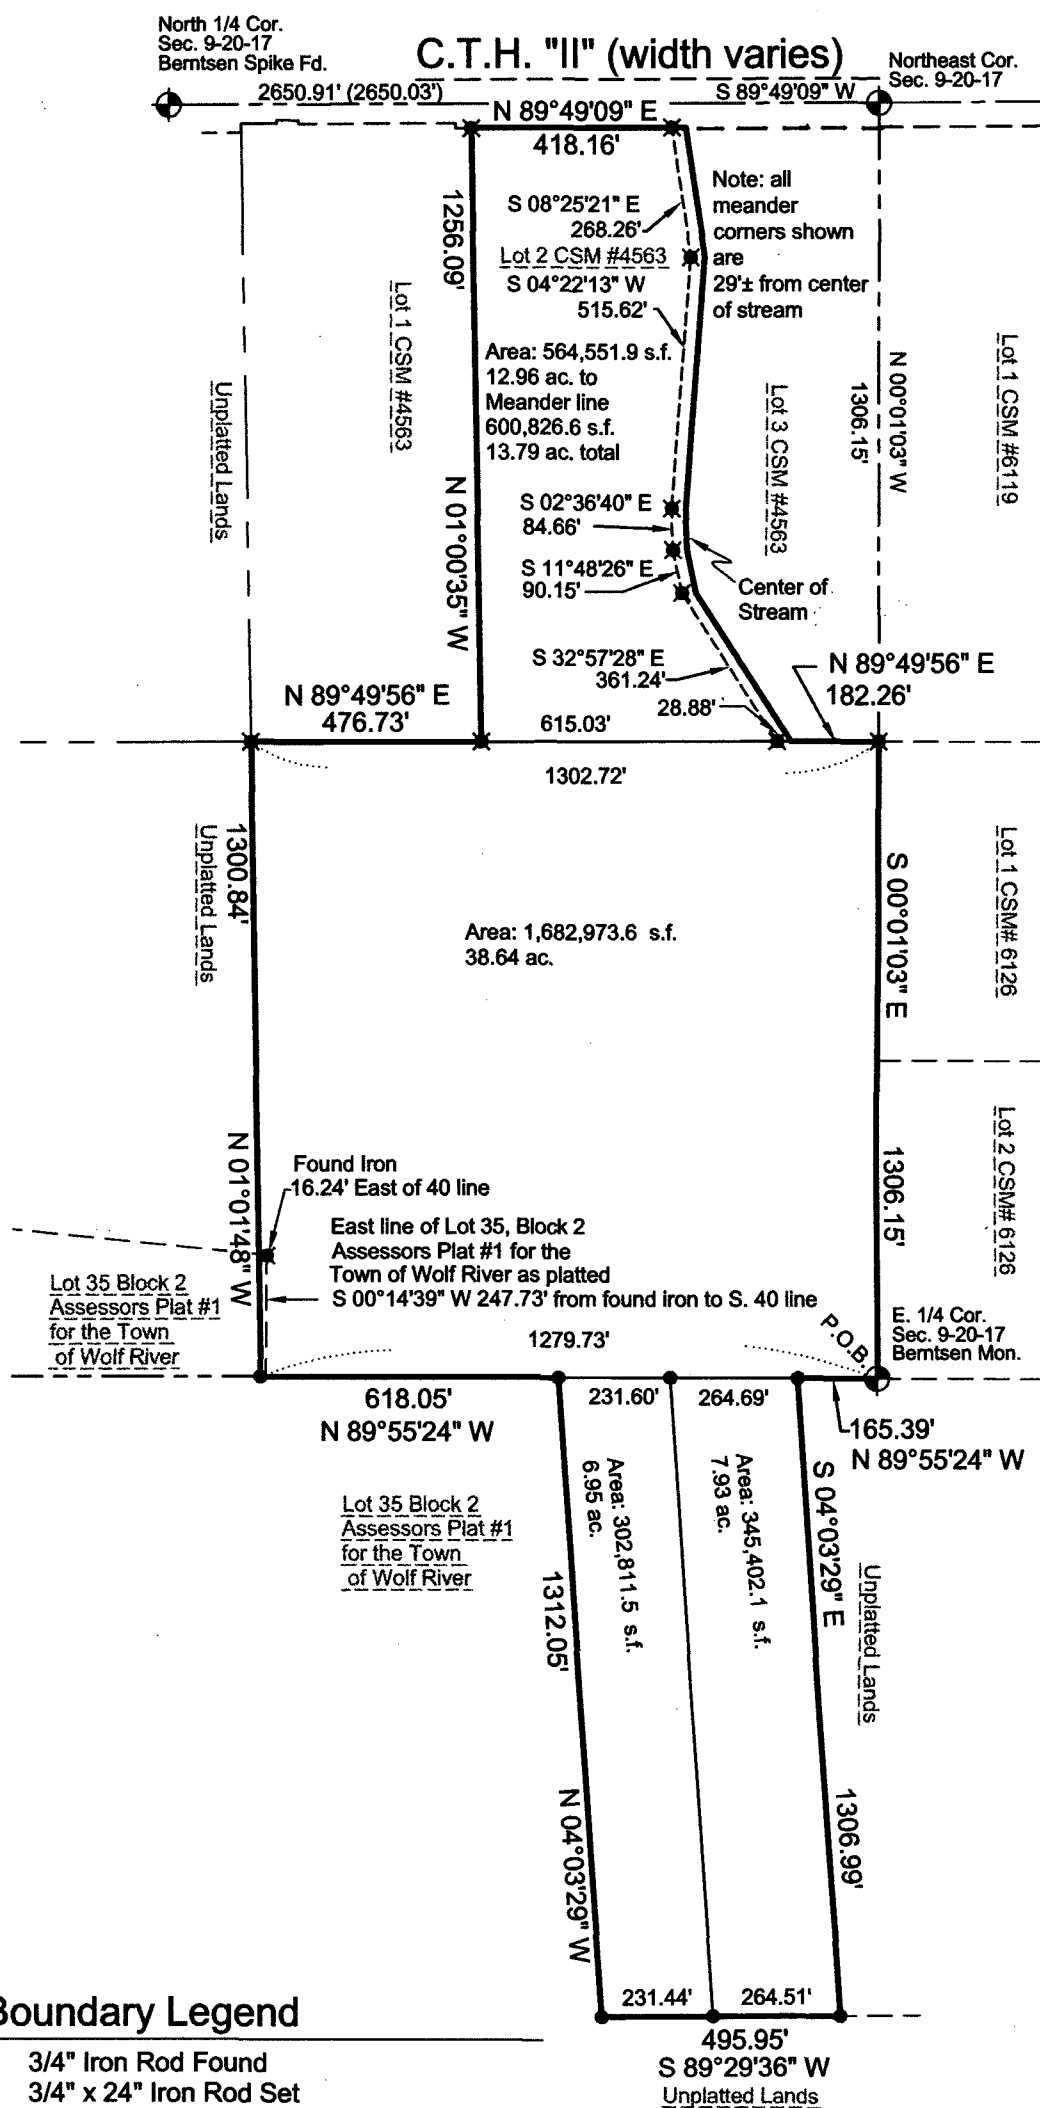 North 1/4 Cor.
Sec. 9-20-17
Berntsen Spike Fd.
C.T.H. "II" (width varies)
Northeast Cor.
Sec. 9-20-17
2650.91' (2650.03')
S 89°49'09" W
N 89°49'09" E
418.16'
Note: all
meander
corners shown
are
29'± from center
of stream
S 08°25'21" E
268.26'
Lot 2 CSM #4563
S 04°22'13" W
515.62'
1256.09'
N 01°00'35" W
Lot 1 CSM #4563
Unplatted Lands
Area: 564,551.9 s.f.
12.96 ac. to
Meander line
600,826.6 s.f.
13.79 ac. total
Lot 3 CSM #4563
N 00°01'03" W
1306.15'
Lot 1 CSM #6119
S 02°36'40" E
84.66'
S 11°48'26" E
90.15'
Center of
Stream
S 32°57'28" E
361.24'
28.88'
N 89°49'56" E
182.26'
N 89°49'56" E
476.73'
615.03'
1302.72'
1300.84'
Unplatted Lands
N 01°01'48" W
Area: 1,682,973.6 s.f.
38.64 ac.
S 00°01'03" E
1306.15'
Lot 1 CSM# 6126
Lot 2 CSM# 6126
Found Iron
16.24' East of 40 line
East line of Lot 35, Block 2
Assessors Plat #1 for the
Town of Wolf River as platted
S 00°14'39" W 247.73' from found iron to S. 40 line
Lot 35 Block 2
Assessors Plat #1
for the Town
of Wolf River
1279.73'
P.O.B.
E. 1/4 Cor.
Sec. 9-20-17
Berntsen Mon.
618.05'
N 89°55'24" W
231.60'
264.69'
165.39'
N 89°55'24" W
Lot 35 Block 2
Assessors Plat #1
for the Town
of Wolf River
Area: 302,811.5 s.f.
6.95 ac.
Area: 345,402.1 s.f.
7.93 ac.
S 04°03'29" E
1306.99'
Unplatted Lands
1312.05'
N 04°03'29" W
231.44'
264.51'
495.95'
S 89°29'36" W
Unplatted Lands
Boundary Legend
3/4" Iron Rod Found
3/4" x 24" Iron Rod Set